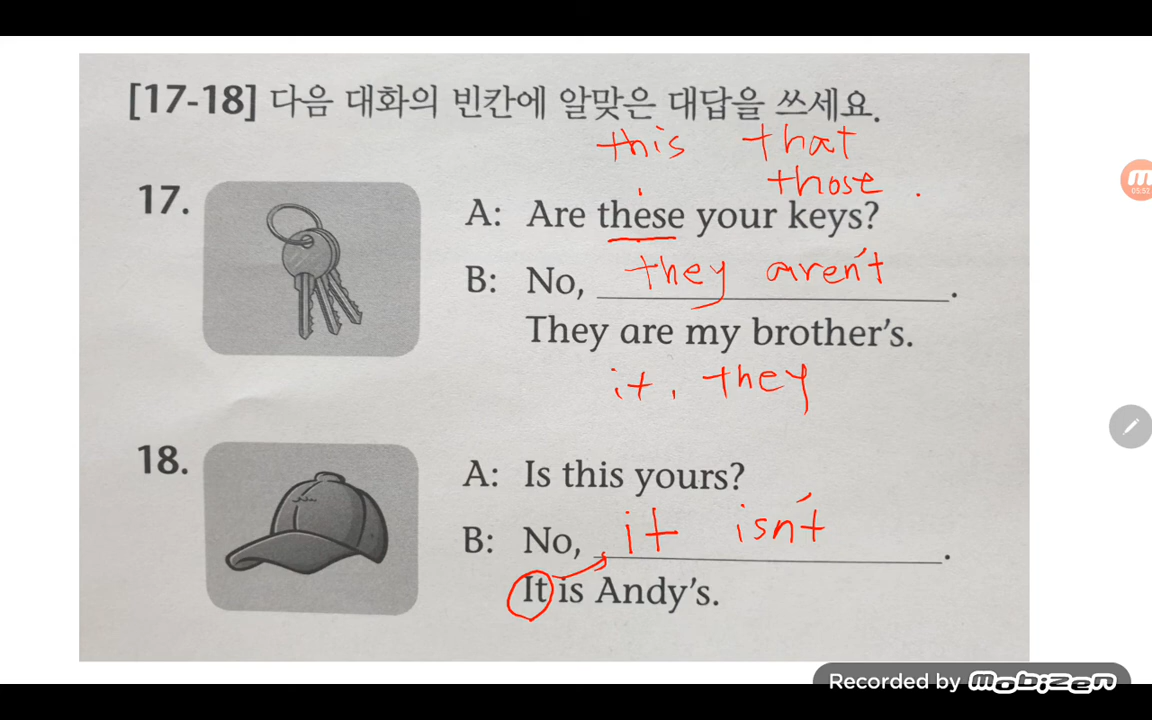 [17-18] 다음 대화의 빈칸에 알맞은 대답을 쓰세요.
this that
those
17.
A: Are these your keys?
B: No, they aren't.
They are my brother's.
it, they
18.
A: Is this yours?
B: No, it isn't.
It is Andy's.
05:52
Recorded by mobizen